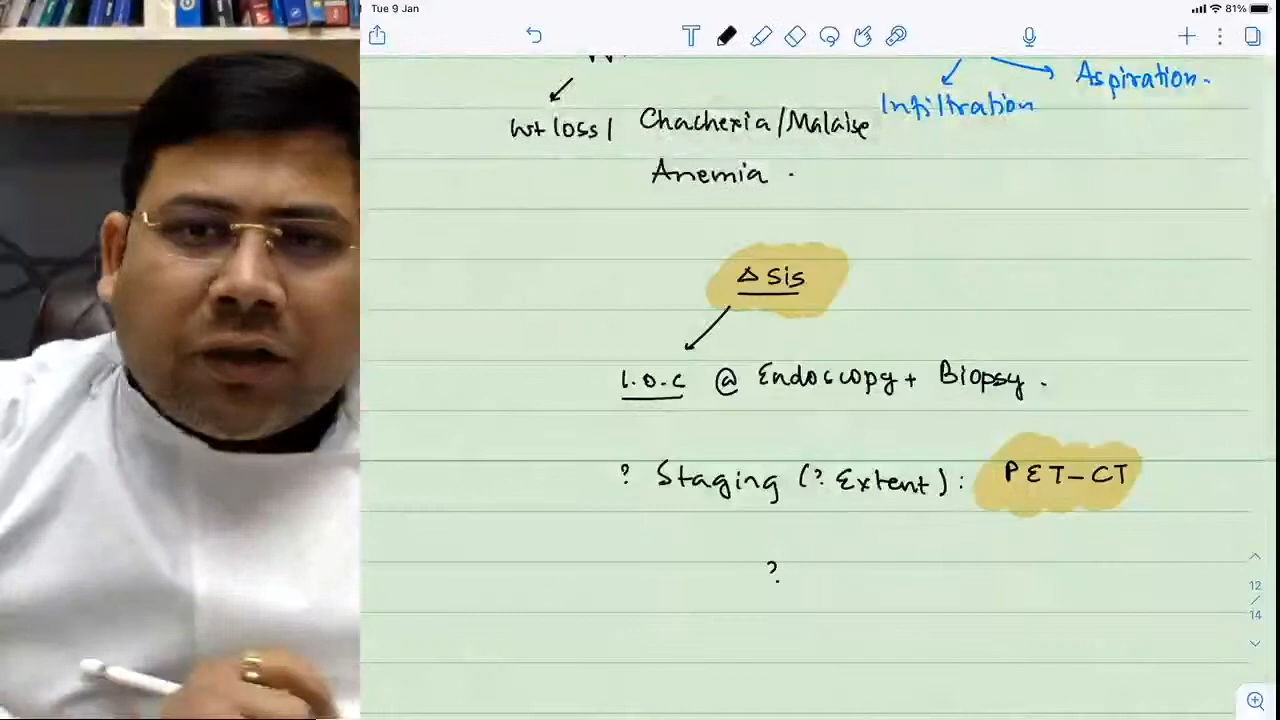 Tue 9 Jan
81%
T
Aspiration.
Infiltration
Wt loss | Chachexia/Malaise
Anemia .
Δ sis
I.O.C @ Endoscopy + Biopsy .
? Staging (? Extent) : PET-CT
?
12
/
14